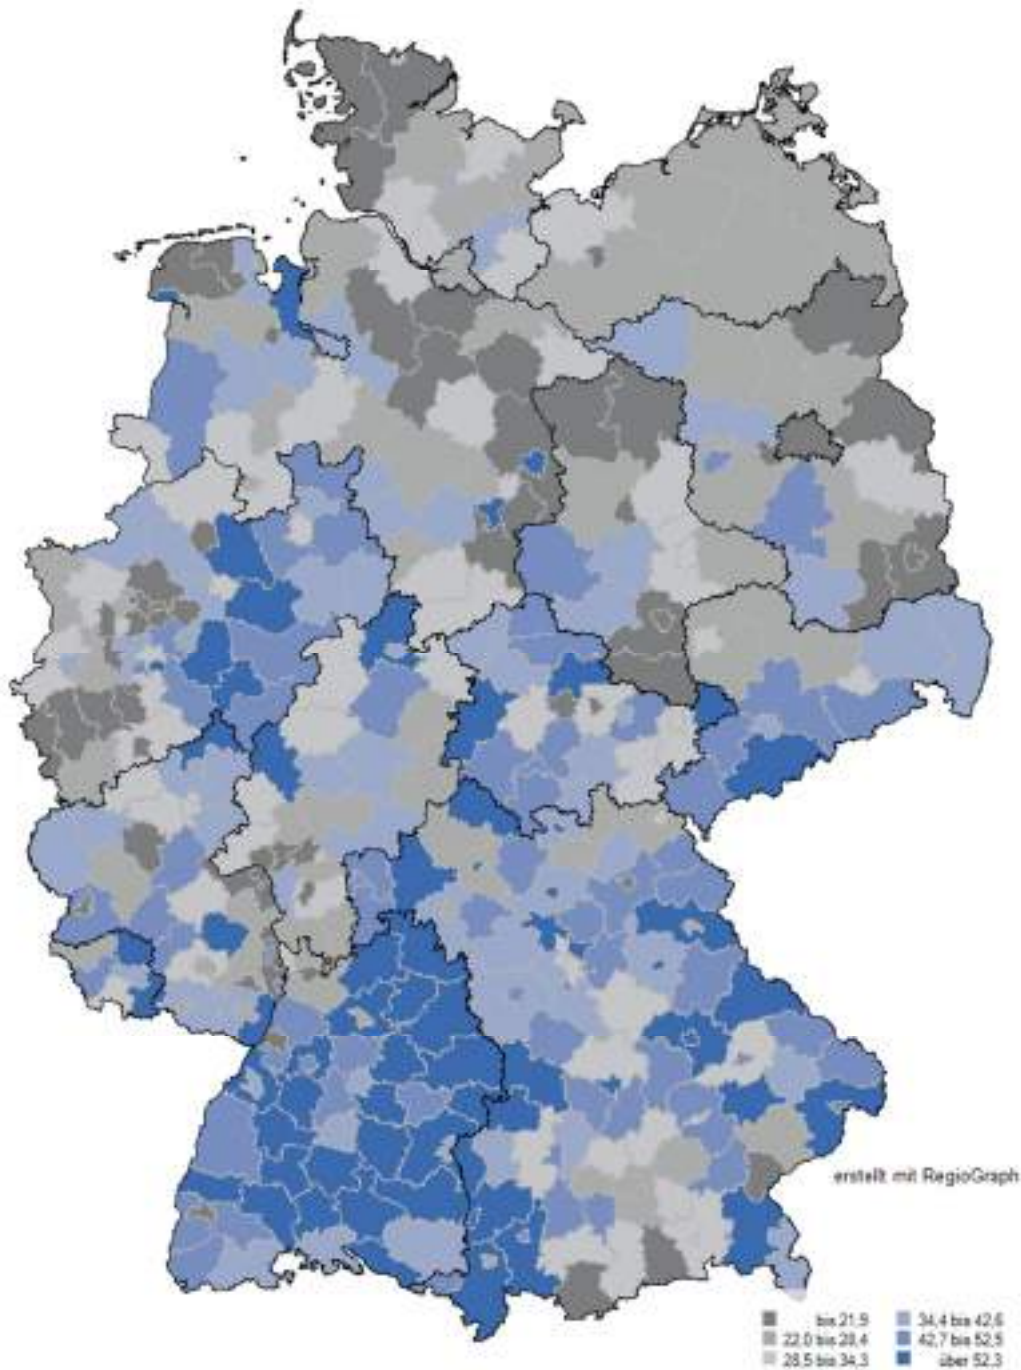 erstellt mit RegioGraph
bis 21,9
22,0 bis 28,4
28,5 bis 34,3
34,4 bis 42,6
42,7 bis 52,3
über 52,3